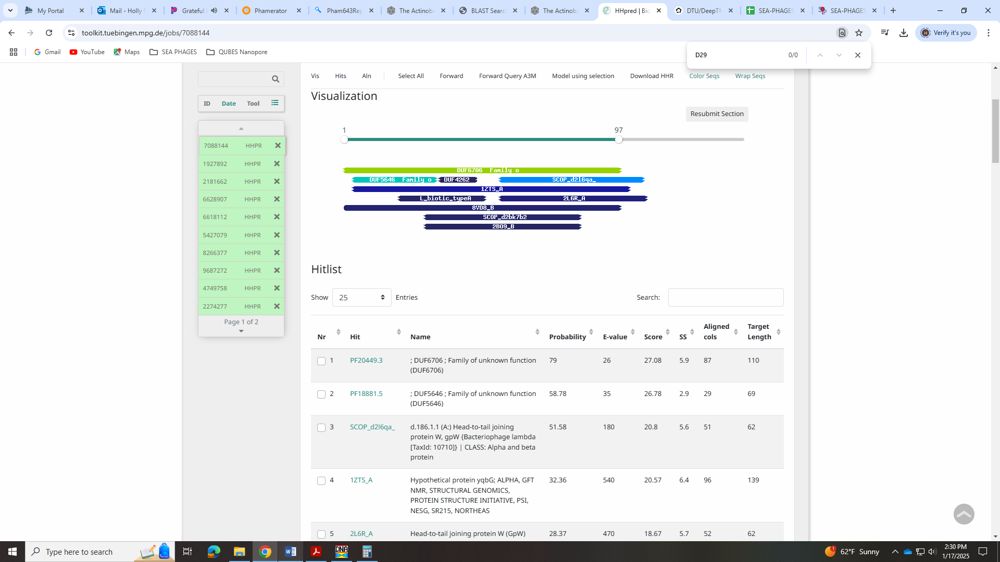 My Portal
Mail - Holly
Grateful
Phamerator
Pham643Rep
The Actinoba
BLAST Searc
The Actinoba
HHpred | Bio
DTU/DeepTM
SEA-PHAGES
SEA-PHAGES
toolkit.tuebingen.mpg.de/jobs/7088144
Verify it's you
Gmail
YouTube
Maps
SEA PHAGES
QUBES Nanopore
D29
0/0
Vis Hits Aln Select All Forward Forward Query A3M Model using selection Download HHR Color Seqs Wrap Seqs
ID Date Tool
7088144 HHPR
1927892 HHPR
2181662 HHPR
6628907 HHPR
6618112 HHPR
5427079 HHPR
8266377 HHPR
9687272 HHPR
4749758 HHPR
2274277 HHPR
Page 1 of 2
Visualization
Resubmit Section
1 97
DUF6706 Family o
DUF5646 Family o DUF4262 SCOP_d2l6qa_
1ZTS_A
L_biotic_typeA 2L6R_A
8VD8_B
SCOP_d2bk7b2
2BO9_B
Hitlist
Show 25 Entries Search:
Nr Hit Name Probability E-value Score SS Aligned cols Target Length
1 PF20449.3 ; DUF6706 ; Family of unknown function 79 26 27.08 5.9 87 110
(DUF6706)
2 PF18881.5 ; DUF5646 ; Family of unknown function 58.78 35 26.78 2.9 29 69
(DUF5646)
3 SCOP_d2l6qa_ d.186.1.1 (A:) Head-to-tail joining 51.58 180 20.8 5.6 51 62
protein W, gpW {Bacteriophage lambda
[TaxId: 10710]} | CLASS: Alpha and beta
protein
4 1ZTS_A Hypothetical protein yqbG; ALPHA, GFT 32.36 540 20.57 6.4 96 139
NMR, STRUCTURAL GENOMICS,
PROTEIN STRUCTURE INITIATIVE, PSI,
NESG, SR215, NORTHEAS
5 2L6R_A Head-to-tail joining protein W (GpW) 28.37 470 18.67 5.7 52 62
Type here to search
DNA
62°F Sunny
2:30 PM
1/17/2025